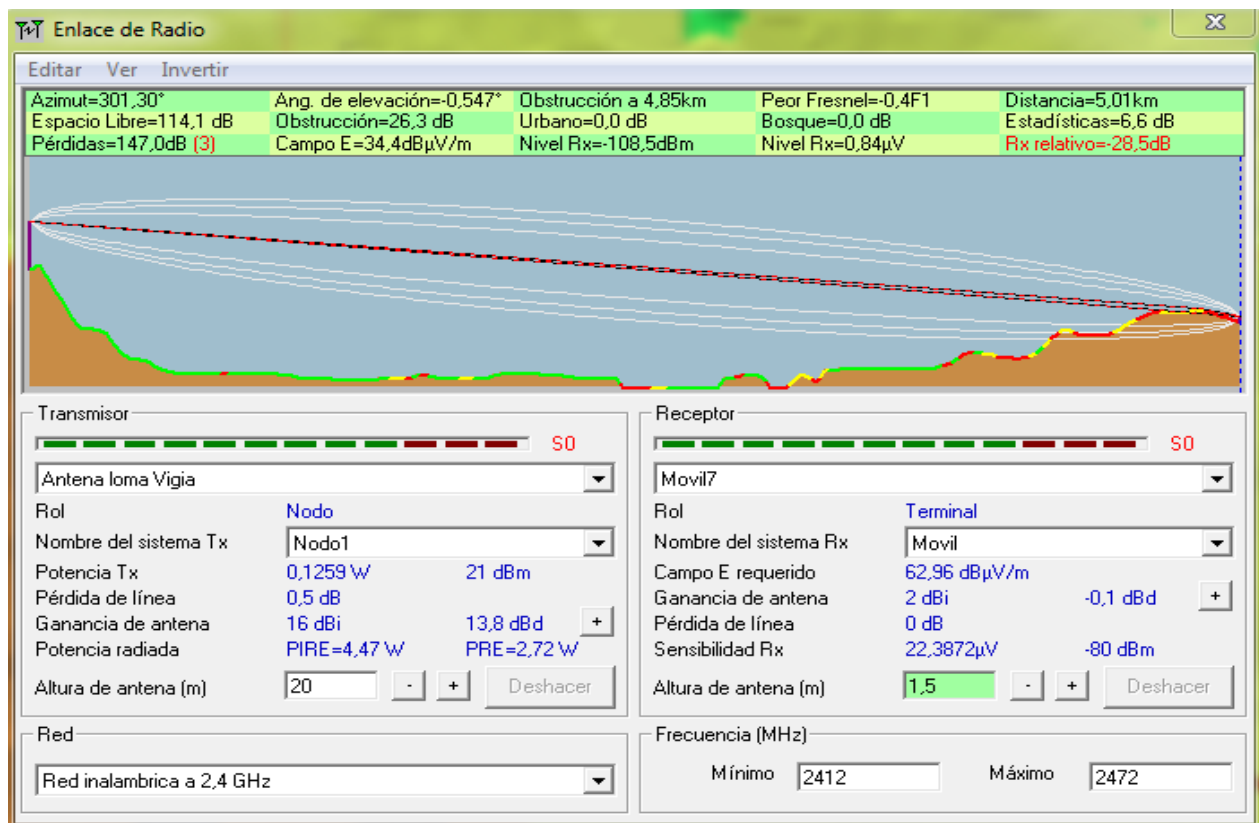 Enlace de Radio
Editar Ver Invertir
Azimut=301,30° Ang. de elevación=-0,547° Obstrucción a 4,85km Peor Fresnel=-0,4F1 Distancia=5,01km
Espacio Libre=114,1 dB Obstrucción=26,3 dB Urbano=0,0 dB Bosque=0,0 dB Estadísticas=6,6 dB
Pérdidas=147,0dB (3) Campo E=34,4dBµV/m Nivel Rx=-108,5dBm Nivel Rx=0,84µV Rx relativo=-28,5dB
Transmisor
S0
Antena loma Vigia
Rol Nodo
Nombre del sistema Tx Nodo1
Potencia Tx 0,1259 W 21 dBm
Pérdida de línea 0,5 dB
Ganancia de antena 16 dBi 13,8 dBd +
Potencia radiada PIRE=4,47 W PRE=2,72 W
Altura de antena (m) 20 - + Deshacer
Receptor
S0
Movil7
Rol Terminal
Nombre del sistema Rx Movil
Campo E requerido 62,96 dBµV/m
Ganancia de antena 2 dBi -0,1 dBd +
Pérdida de línea 0 dB
Sensibilidad Rx 22,3872µV -80 dBm
Altura de antena (m) 1,5 - + Deshacer
Red
Red inalambrica a 2,4 GHz
Frecuencia (MHz)
Mínimo 2412 Máximo 2472